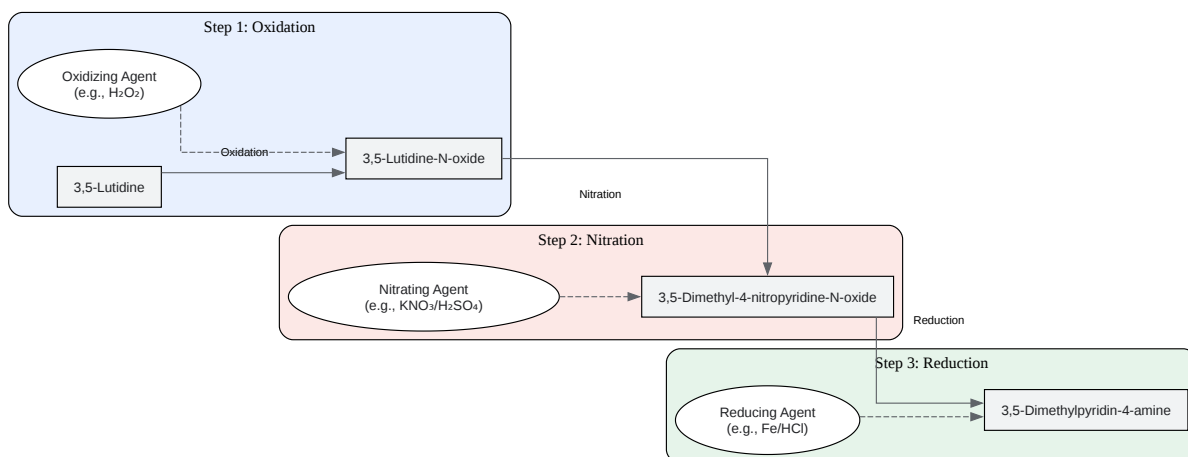 Step 1: Oxidation
Oxidizing Agent
(e.g., H₂O₂)
Oxidation
3,5-Lutidine-N-oxide
3,5-Lutidine
Nitration
Step 2: Nitration
Nitrating Agent
(e.g., KNO₃/H₂SO₄)
3,5-Dimethyl-4-nitropyridine-N-oxide
Reduction
Step 3: Reduction
Reducing Agent
(e.g., Fe/HCl)
3,5-Dimethylpyridin-4-amine